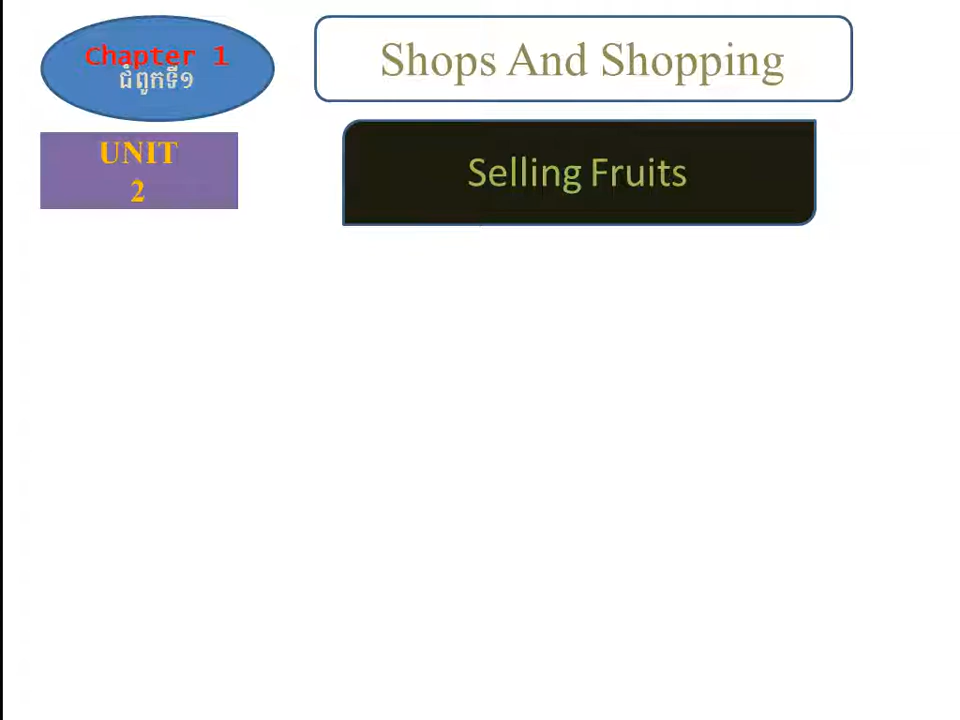 Chapter 1
ជំពូកទី១
Shops And Shopping
UNIT
2
Selling Fruits